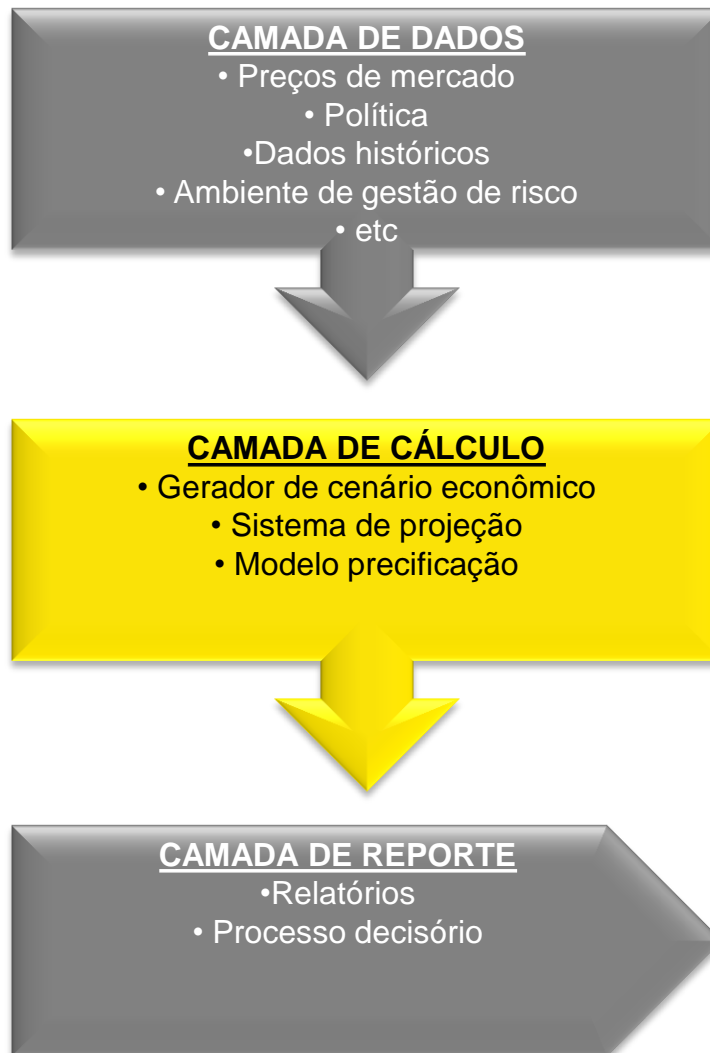 CAMADA DE DADOS
• Preços de mercado
• Política
•Dados históricos
• Ambiente de gestão de risco
• etc
CAMADA DE CÁLCULO
• Gerador de cenário econômico
• Sistema de projeção
• Modelo precificação
CAMADA DE REPORTE
•Relatórios
• Processo decisório